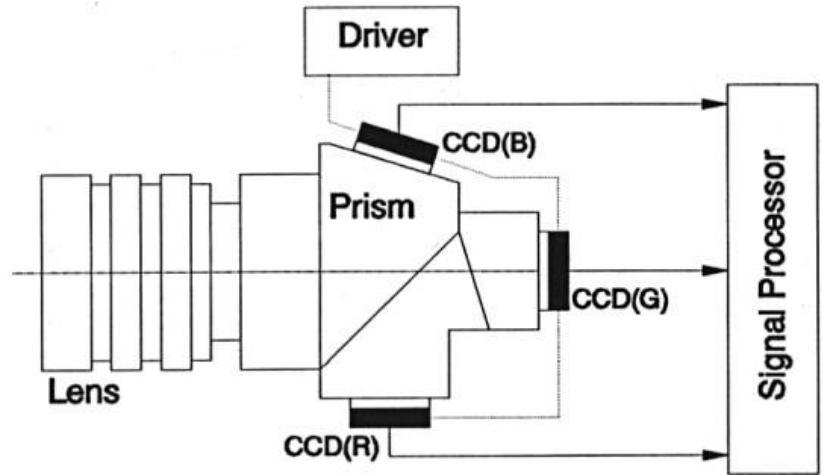 Driver
CCD(B)
Prism
CCD(G)
Lens
CCD(R)
Signal Processor